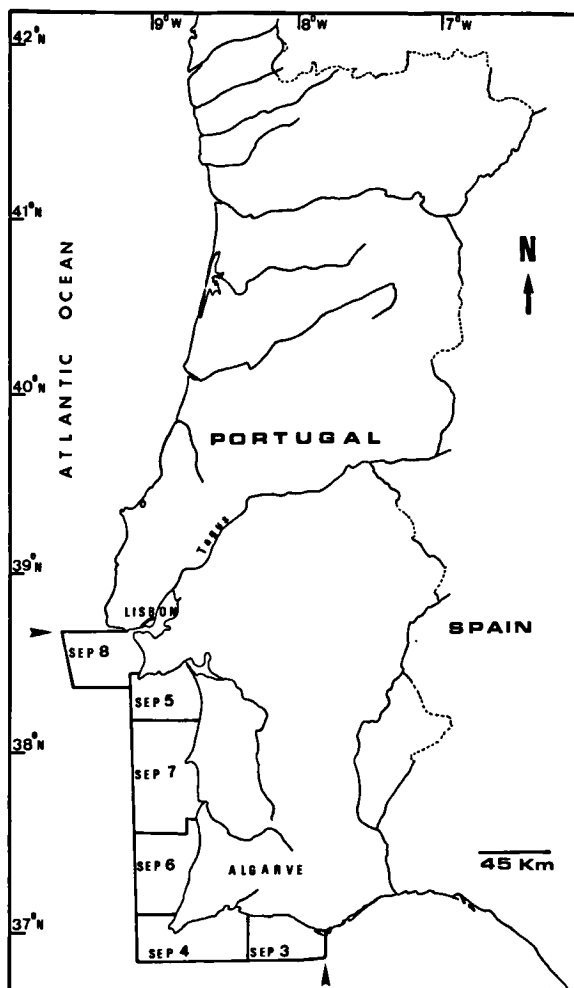 9°W
8°W
7°W
42°N
41°N
N
ATLANTIC OCEAN
40°N
PORTUGAL
Tagus
39°N
LISBON
SPAIN
SEP 8
SEP 5
38°N
SEP 7
45 Km
SEP 6
ALGARVE
37°N
SEP 4
SEP 3